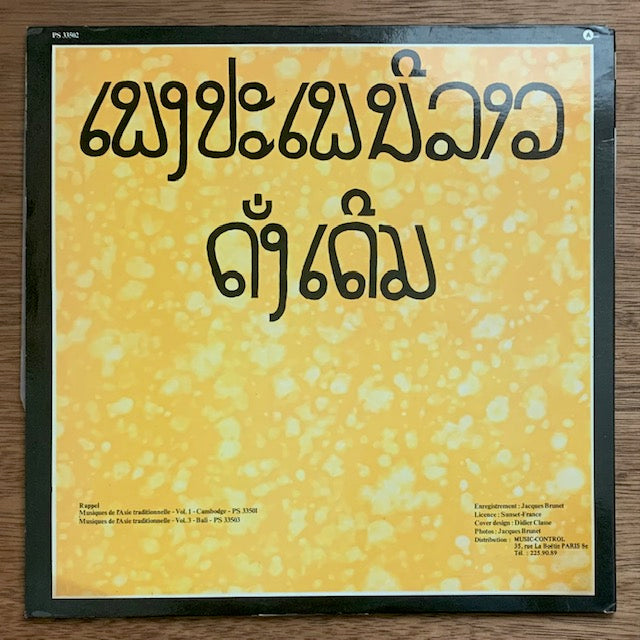 PS 33502
A
ເພງປະເພນີລາວ
ດັ້ງເດີມ
Rappel
Musiques de l'Asie traditionnelle - Vol. 1 - Cambodge - PS 33501
Musiques de l'Asie traditionnelle - Vol. 3 - Bali - PS 33503
Enregistrement : Jacques Brunet
Licence : Sunset-France
Cover design : Didier Classe
Photos : Jacques Brunet
Distribution : MUSIC-CONTROL
35, rue La Boétie PARIS 8e
Tél. : 225.90.89